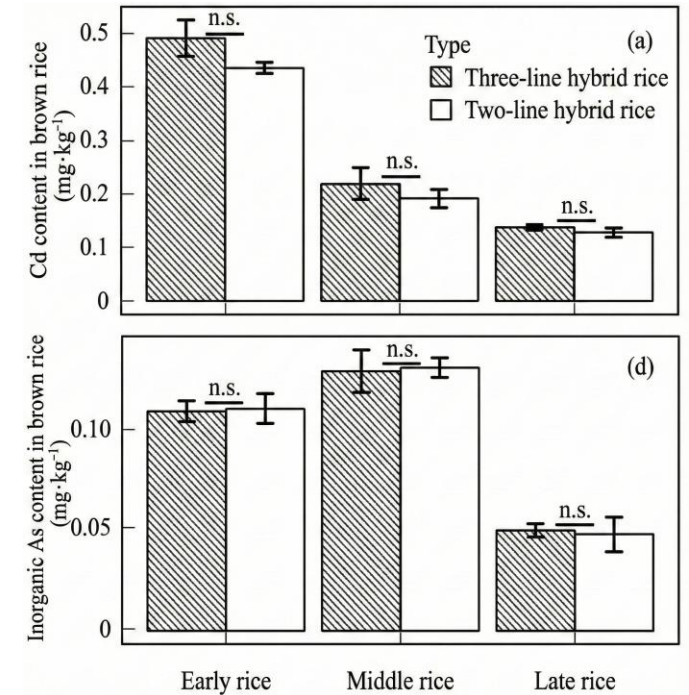 Cd content in brown rice
(mg·kg⁻¹)
0.5
0.4
0.3
0.2
0.1
0
n.s.
n.s.
n.s.
(a)
Type
Three-line hybrid rice
Two-line hybrid rice
Inorganic As content in brown rice
(mg·kg⁻¹)
0.10
0.05
0
n.s.
n.s.
n.s.
(d)
Early rice
Middle rice
Late rice